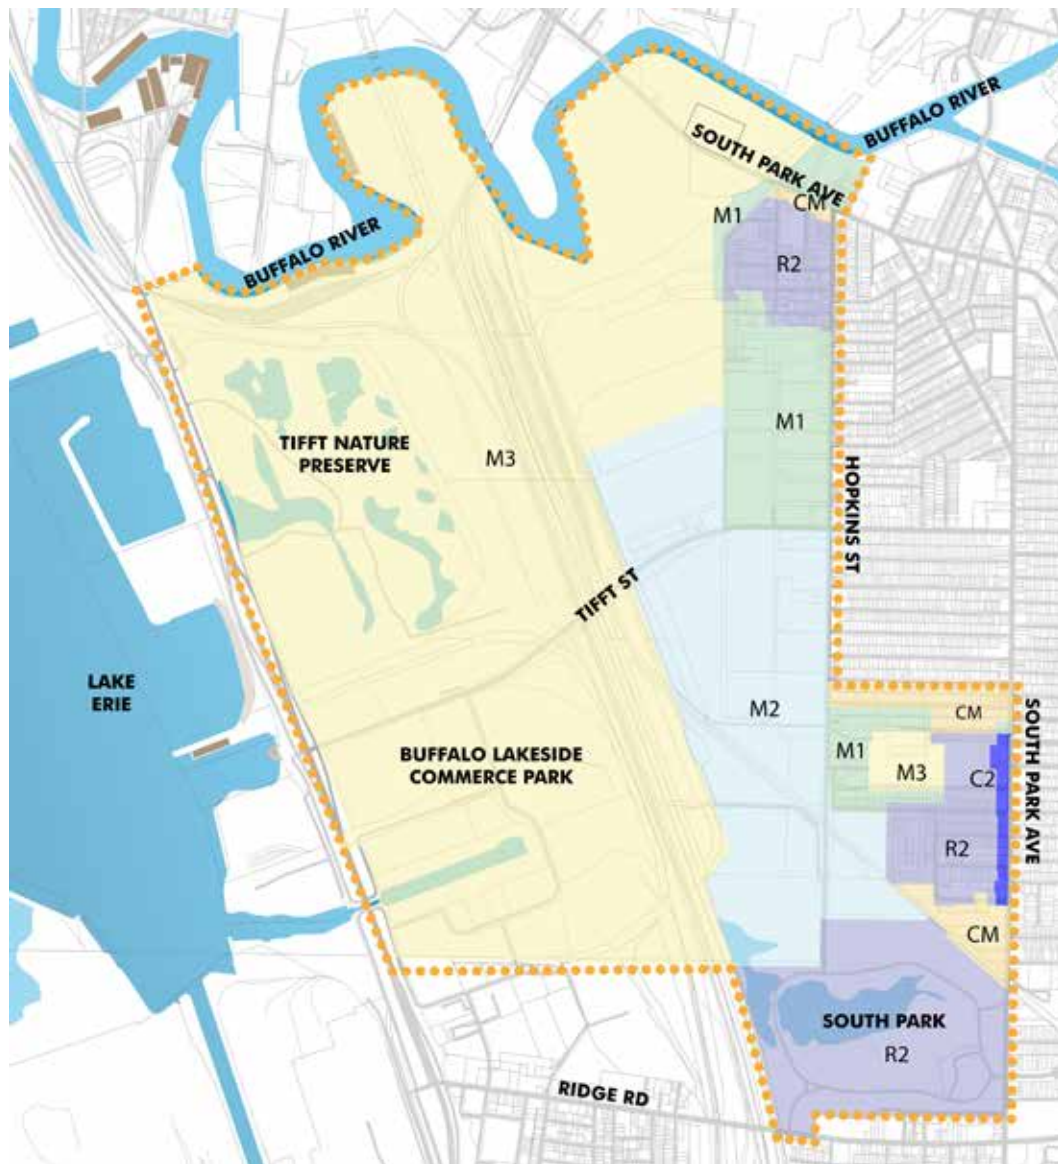 BUFFALO RIVER
SOUTH PARK AVE
CM
M1
R2
BUFFALO RIVER
M1
TIFFT NATURE
PRESERVE
M3
HOPKINS ST
TIFFT ST
LAKE
ERIE
M2
CM
SOUTH PARK AVE
BUFFALO LAKESIDE
COMMERCE PARK
M1
M3
C2
R2
CM
SOUTH PARK
R2
RIDGE RD